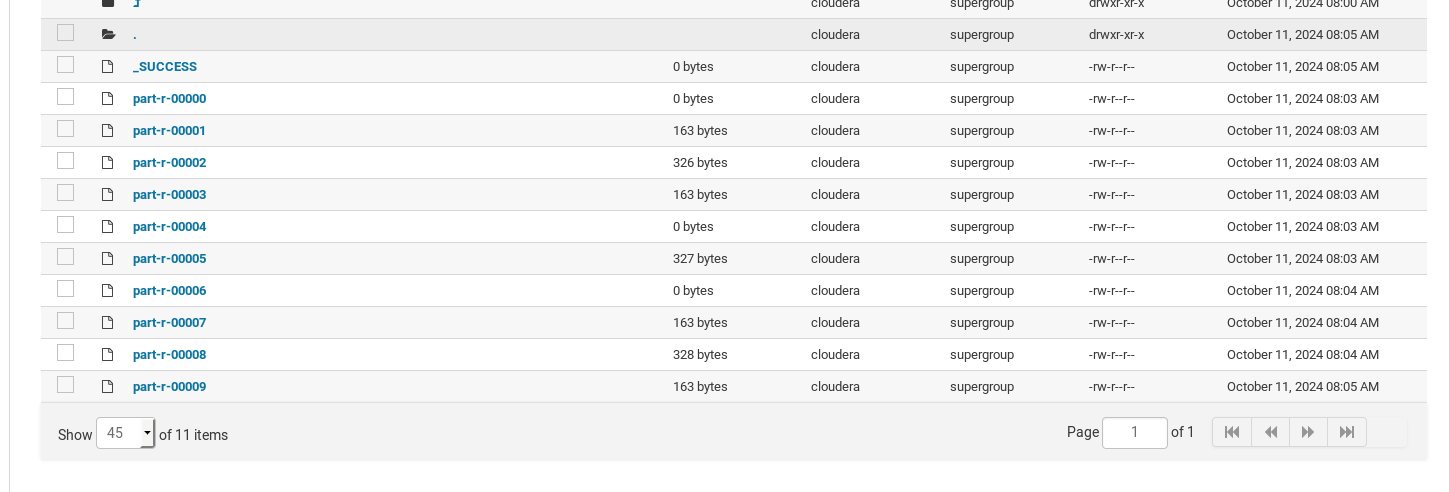 cloudera supergroup drwxr-xr-x October 11, 2024 08:00 AM
. cloudera supergroup drwxr-xr-x October 11, 2024 08:05 AM
_SUCCESS 0 bytes cloudera supergroup -rw-r--r-- October 11, 2024 08:05 AM
part-r-00000 0 bytes cloudera supergroup -rw-r--r-- October 11, 2024 08:03 AM
part-r-00001 163 bytes cloudera supergroup -rw-r--r-- October 11, 2024 08:03 AM
part-r-00002 326 bytes cloudera supergroup -rw-r--r-- October 11, 2024 08:03 AM
part-r-00003 163 bytes cloudera supergroup -rw-r--r-- October 11, 2024 08:03 AM
part-r-00004 0 bytes cloudera supergroup -rw-r--r-- October 11, 2024 08:03 AM
part-r-00005 327 bytes cloudera supergroup -rw-r--r-- October 11, 2024 08:03 AM
part-r-00006 0 bytes cloudera supergroup -rw-r--r-- October 11, 2024 08:04 AM
part-r-00007 163 bytes cloudera supergroup -rw-r--r-- October 11, 2024 08:04 AM
part-r-00008 328 bytes cloudera supergroup -rw-r--r-- October 11, 2024 08:04 AM
part-r-00009 163 bytes cloudera supergroup -rw-r--r-- October 11, 2024 08:05 AM
Show 45 of 11 items Page 1 of 1